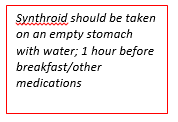 Synthroid should be taken
on an empty stomach
with water; 1 hour before
breakfast/other
medications